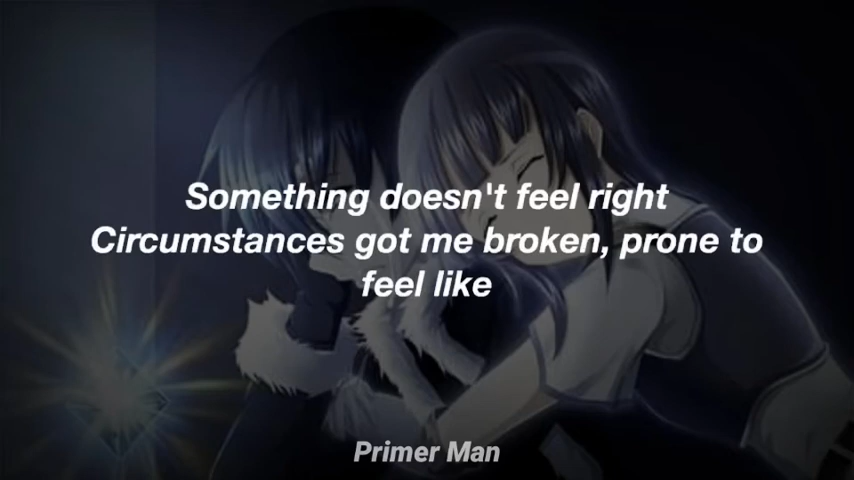 Something doesn't feel right
Circumstances got me broken, prone to
feel like
Primer Man